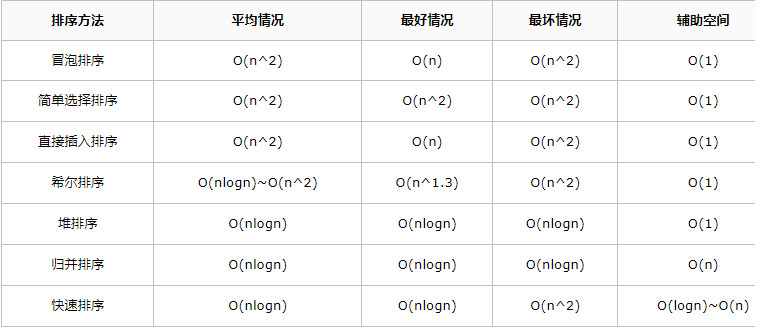 排序方法 平均情况 最好情况 最坏情况 辅助空间
冒泡排序 O(n^2) O(n) O(n^2) O(1)
简单选择排序 O(n^2) O(n^2) O(n^2) O(1)
直接插入排序 O(n^2) O(n) O(n^2) O(1)
希尔排序 O(nlogn)~O(n^2) O(n^1.3) O(n^2) O(1)
堆排序 O(nlogn) O(nlogn) O(nlogn) O(1)
归并排序 O(nlogn) O(nlogn) O(nlogn) O(n)
快速排序 O(nlogn) O(nlogn) O(n^2) O(logn)~O(n)